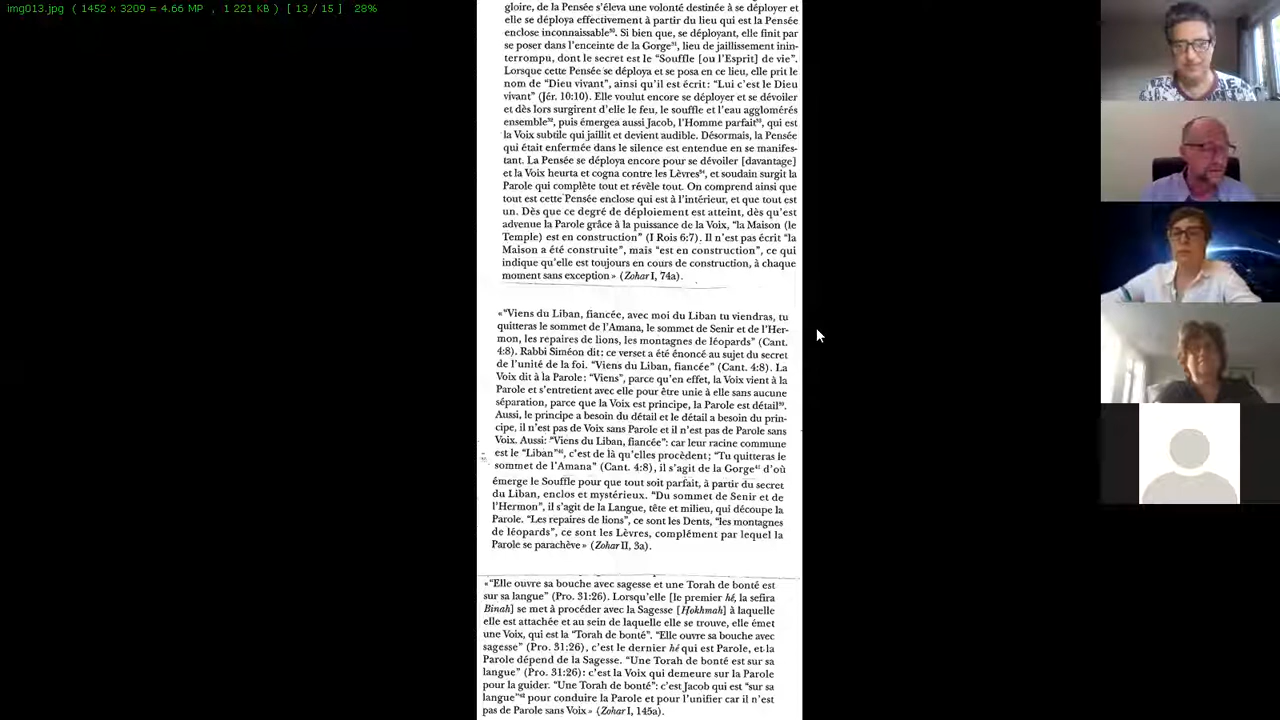 img013.jpg ( 1452 x 3209 = 4.66 MP , 1 221 KB ) [ 13 / 15 ] 28%
gloire, de la Pensée s'éleva une volonté destinée à se déployer et
elle se déploya effectivement à partir du lieu qui est la Pensée
enclose inconnaissable³⁰. Si bien que, se déployant, elle finit par
se poser dans l'enceinte de la Gorge³¹, lieu de jaillissement inin-
terrompu, dont le secret est le "Souffle [ou l'Esprit] de vie".
Lorsque cette Pensée se déploya et se posa en ce lieu, elle prit le
nom de "Dieu vivant", ainsi qu'il est écrit: "Lui c'est le Dieu
vivant" (Jér. 10:10). Elle voulut encore se déployer et se dévoiler
et dès lors surgirent d'elle le feu, le souffle et l'eau agglomérés
ensemble³², puis émergea aussi Jacob, l'Homme parfait³³, qui est
la Voix subtile qui jaillit et devient audible. Désormais, la Pensée
qui était enfermée dans le silence est entendue en se manifes-
tant. La Pensée se déploya encore pour se dévoiler [davantage]
et la Voix heurta et cogna contre les Lèvres³⁴, et soudain surgit la
Parole qui complète tout et révèle tout. On comprend ainsi que
tout est cette Pensée enclose qui est à l'intérieur, et que tout est
un. Dès que ce degré de déploiement est atteint, dès qu'est
advenue la Parole grâce à la puissance de la Voix, "la Maison (le
Temple) est en construction" (I Rois 6:7). Il n'est pas écrit "la
Maison a été construite", mais "est en construction", ce qui
indique qu'elle est toujours en cours de construction, à chaque
moment sans exception» (Zohar I, 74a).
«"Viens du Liban, fiancée, avec moi du Liban tu viendras, tu
quitteras le sommet de l'Amana, le sommet de Senir et de l'Her-
mon, les repaires de lions, les montagnes de léopards" (Cant.
4:8). Rabbi Siméon dit: ce verset a été énoncé au sujet du secret
de l'unité de la foi. "Viens du Liban, fiancée" (Cant. 4:8). La
Voix dit à la Parole: "Viens", parce qu'en effet, la Voix vient à la
Parole et s'entretient avec elle pour être unie à elle sans aucune
séparation, parce que la Voix est principe, la Parole est détail³⁹.
Aussi, le principe a besoin du détail et le détail a besoin du prin-
cipe, il n'est pas de Voix sans Parole et il n'est pas de Parole sans
Voix. Aussi: "Viens du Liban, fiancée": car leur racine commune
est le "Liban"⁴⁰, c'est de là qu'elles procèdent; "Tu quitteras le
sommet de l'Amana" (Cant. 4:8), il s'agit de la Gorge⁴¹ d'où
émerge le Souffle pour que tout soit parfait, à partir du secret
du Liban, enclos et mystérieux. "Du sommet de Senir et de
l'Hermon", il s'agit de la Langue, tête et milieu, qui découpe la
Parole. "Les repaires de lions", ce sont les Dents, "les montagnes
de léopards", ce sont les Lèvres, complément par lequel la
Parole se parachève» (Zohar II, 3a).
«"Elle ouvre sa bouche avec sagesse et une Torah de bonté est
sur sa langue" (Pro. 31:26). Lorsqu'elle [le premier hé, la sefira
Binah] se met à procéder avec la Sagesse [Ḥokhmah] à laquelle
elle est attachée et au sein de laquelle elle se trouve, elle émet
une Voix, qui est la "Torah de bonté". "Elle ouvre sa bouche avec
sagesse" (Pro. 31:26), c'est le dernier hé qui est Parole, et la
Parole dépend de la Sagesse. "Une Torah de bonté est sur sa
langue" (Pro. 31:26): c'est la Voix qui demeure sur la Parole
pour la guider. "Une Torah de bonté": c'est Jacob qui est "sur sa
langue"⁴² pour conduire la Parole et pour l'unifier car il n'est
pas de Parole sans Voix» (Zohar I, 145a).